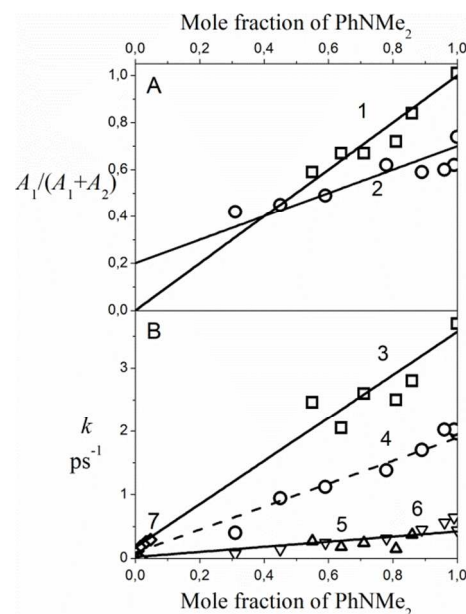 Mole fraction of PhNMe₂
0,0 0,2 0,4 0,6 0,8 1,0
A
1,0
0,8
A₁/(A₁+A₂) 0,6
0,4
0,2
0,0
1
2
B
3
k
ps⁻¹
2
1
0
3
4
5
6
7
0,0 0,2 0,4 0,6 0,8 1,0
Mole fraction of PhNMe₂